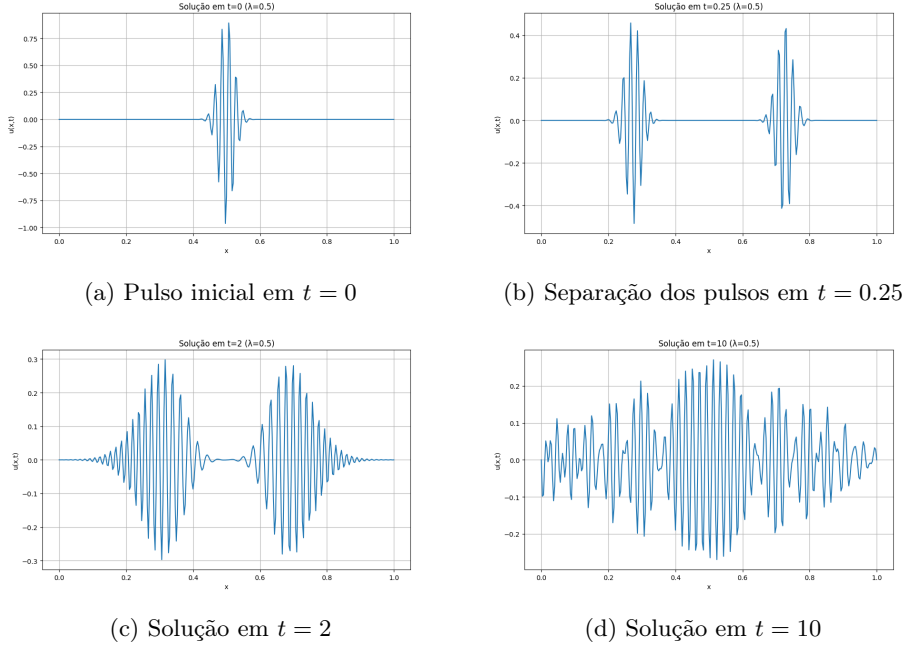 Solução em t=0 (λ=0.5)
u(x,t)
0.75
0.50
0.25
0.00
−0.25
−0.50
−0.75
−1.00
0.0 0.2 0.4 0.6 0.8 1.0
x
(a) Pulso inicial em t = 0
Solução em t=0.25 (λ=0.5)
u(x,t)
0.4
0.2
0.0
−0.2
−0.4
0.0 0.2 0.4 0.6 0.8 1.0
x
(b) Separação dos pulsos em t = 0.25
Solução em t=2 (λ=0.5)
u(x,t)
0.3
0.2
0.1
0.0
−0.1
−0.2
−0.3
0.0 0.2 0.4 0.6 0.8 1.0
x
(c) Solução em t = 2
Solução em t=10 (λ=0.5)
u(x,t)
0.2
0.1
0.0
−0.1
−0.2
0.0 0.2 0.4 0.6 0.8 1.0
x
(d) Solução em t = 10